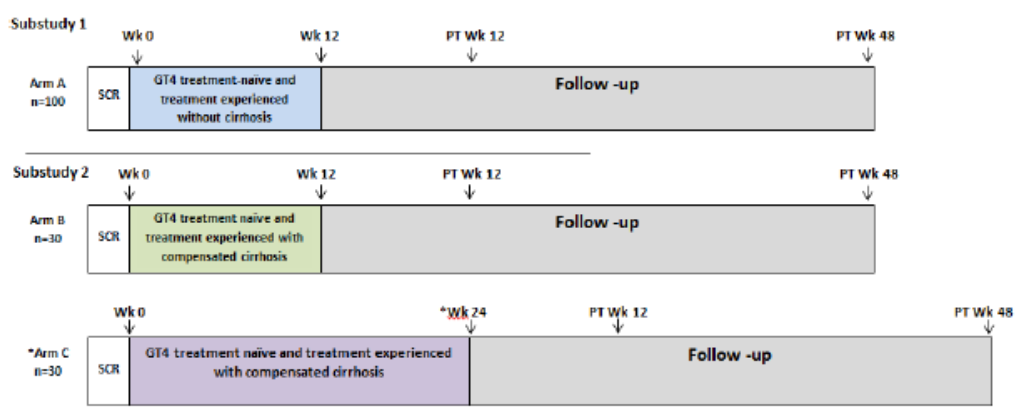 Substudy 1
Wk 0 Wk 12 PT Wk 12 PT Wk 48
Arm A
n=100
SCR
GT4 treatment-naïve and
treatment experienced
without cirrhosis
Follow -up
Substudy 2
Wk 0 Wk 12 PT Wk 12 PT Wk 48
Arm B
n=30
SCR
GT4 treatment naïve and
treatment experienced with
compensated cirrhosis
Follow -up
Wk 0 *Wk 24 PT Wk 12 PT Wk 48
*Arm C
n=30
SCR
GT4 treatment naïve and treatment experienced
with compensated cirrhosis
Follow -up